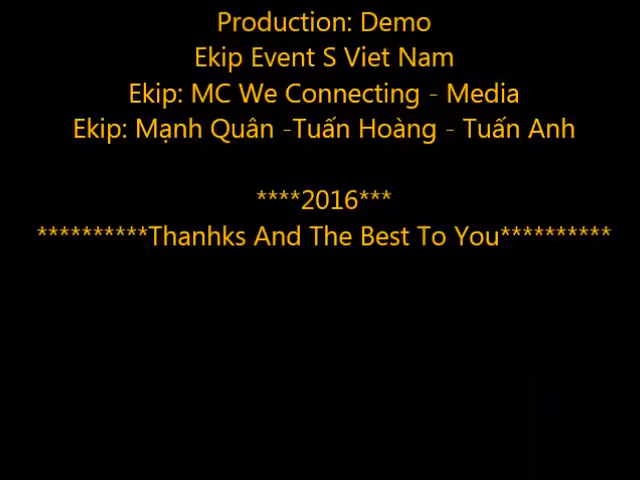 Production: Demo
Ekip Event S Viet Nam
Ekip: MC We Connecting - Media
Ekip: Mạnh Quân -Tuấn Hoàng - Tuấn Anh
****2016***
**********Thanhks And The Best To You**********